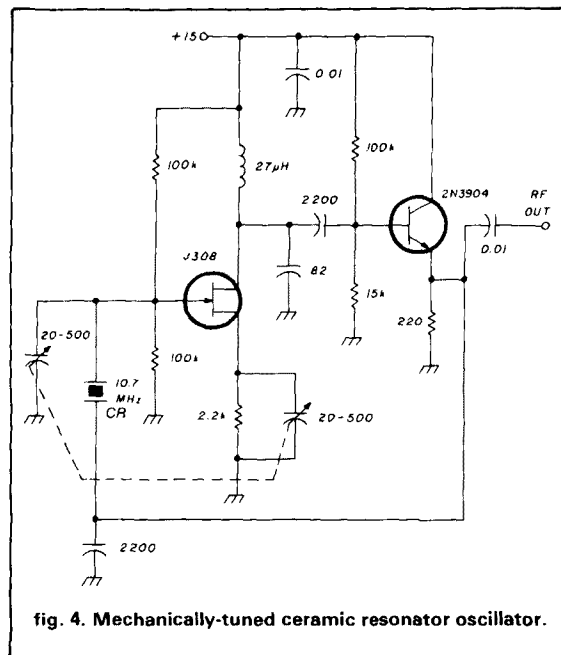 +15
0.01
100k
27µH
100k
2N3904
2200
RF
OUT
J308
82
0.01
15k
220
20-500
100k
10.7
MHz
CR
2.2k
20-500
2200
fig. 4. Mechanically-tuned ceramic resonator oscillator.